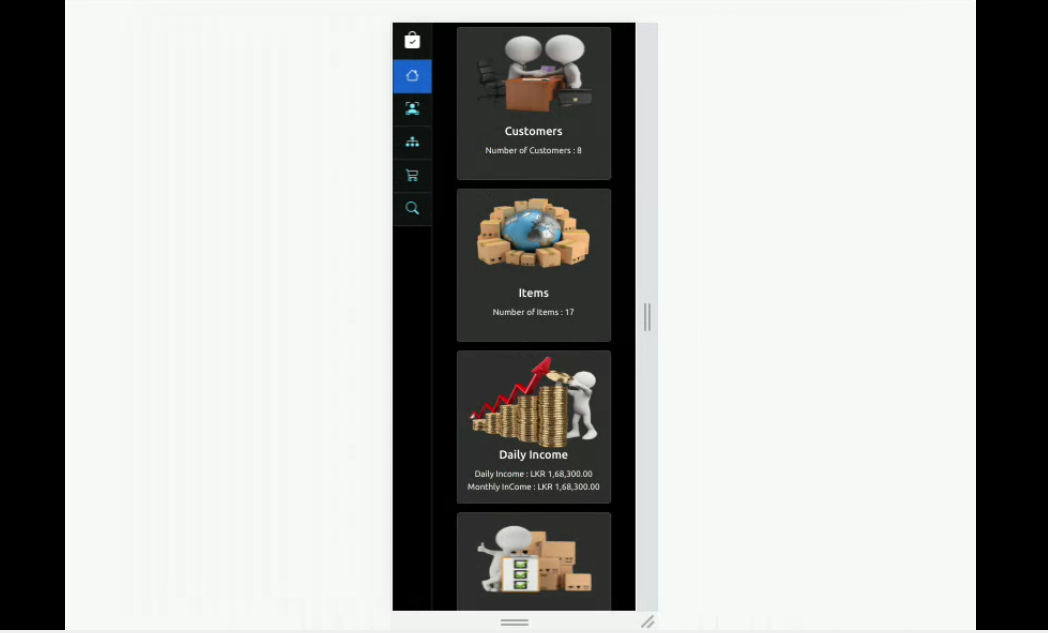 Customers
Number of Customers : 8
Items
Number of Items : 17
Daily Income
Daily Income : LKR 1,68,300.00
Monthly InCome : LKR 1,68,300.00